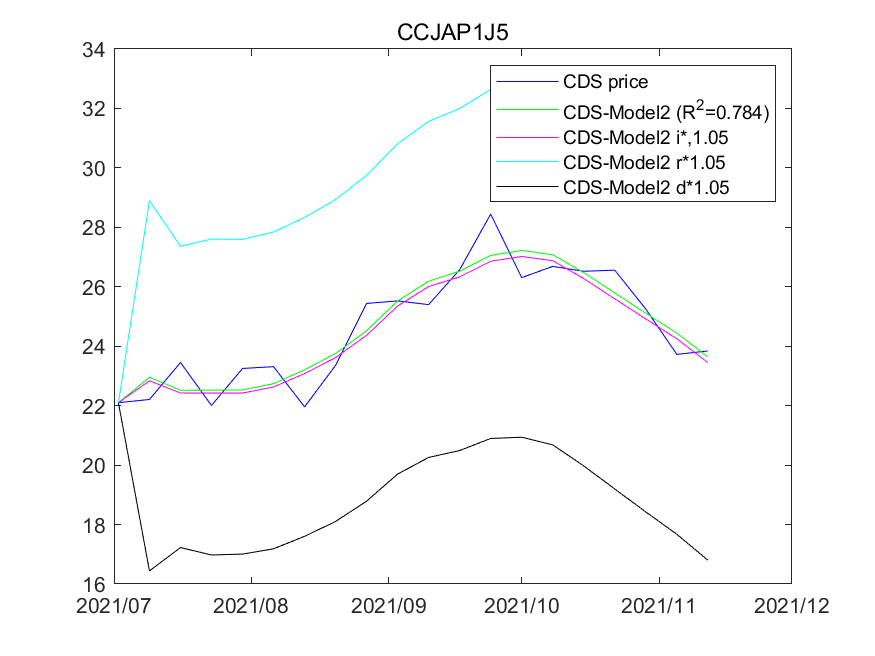 CCJAP1J5
34
32
30
28
26
24
22
20
18
16
CDS price
CDS-Model2 (R²=0.784)
CDS-Model2 i*,1.05
CDS-Model2 r*1.05
CDS-Model2 d*1.05
2021/07 2021/08 2021/09 2021/10 2021/11 2021/12